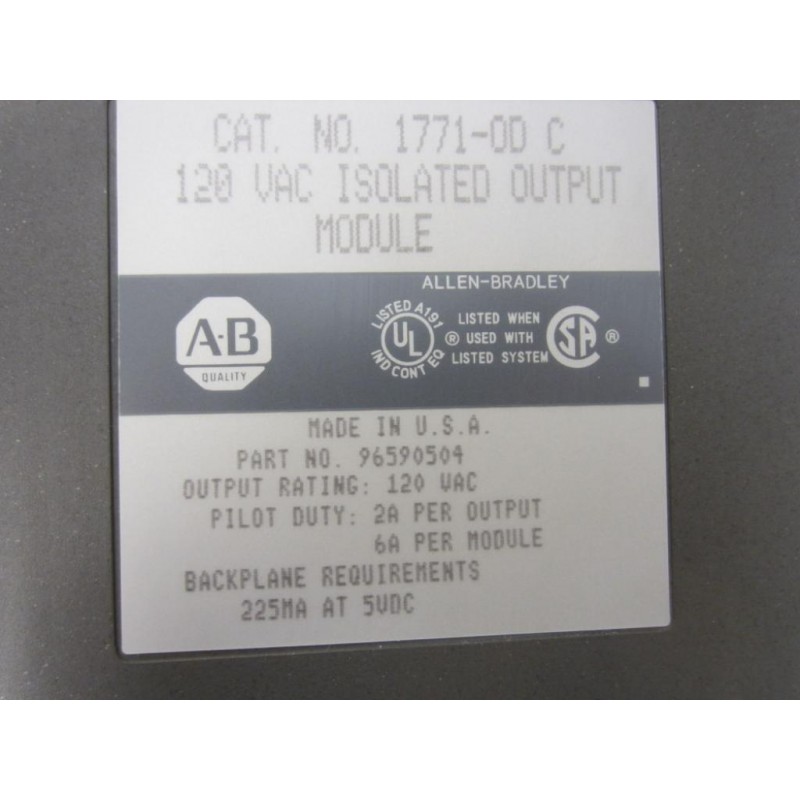 CAT. NO. 1771-OD C
120 VAC ISOLATED OUTPUT
MODULE
ALLEN-BRADLEY
A-B
QUALITY
LISTED A191
UL
IND CONT EQ
®
LISTED WHEN
USED WITH
LISTED SYSTEM
SA
®
MADE IN U.S.A.
PART NO. 96590504
OUTPUT RATING: 120 VAC
PILOT DUTY: 2A PER OUTPUT
6A PER MODULE
BACKPLANE REQUIREMENTS
225MA AT 5VDC